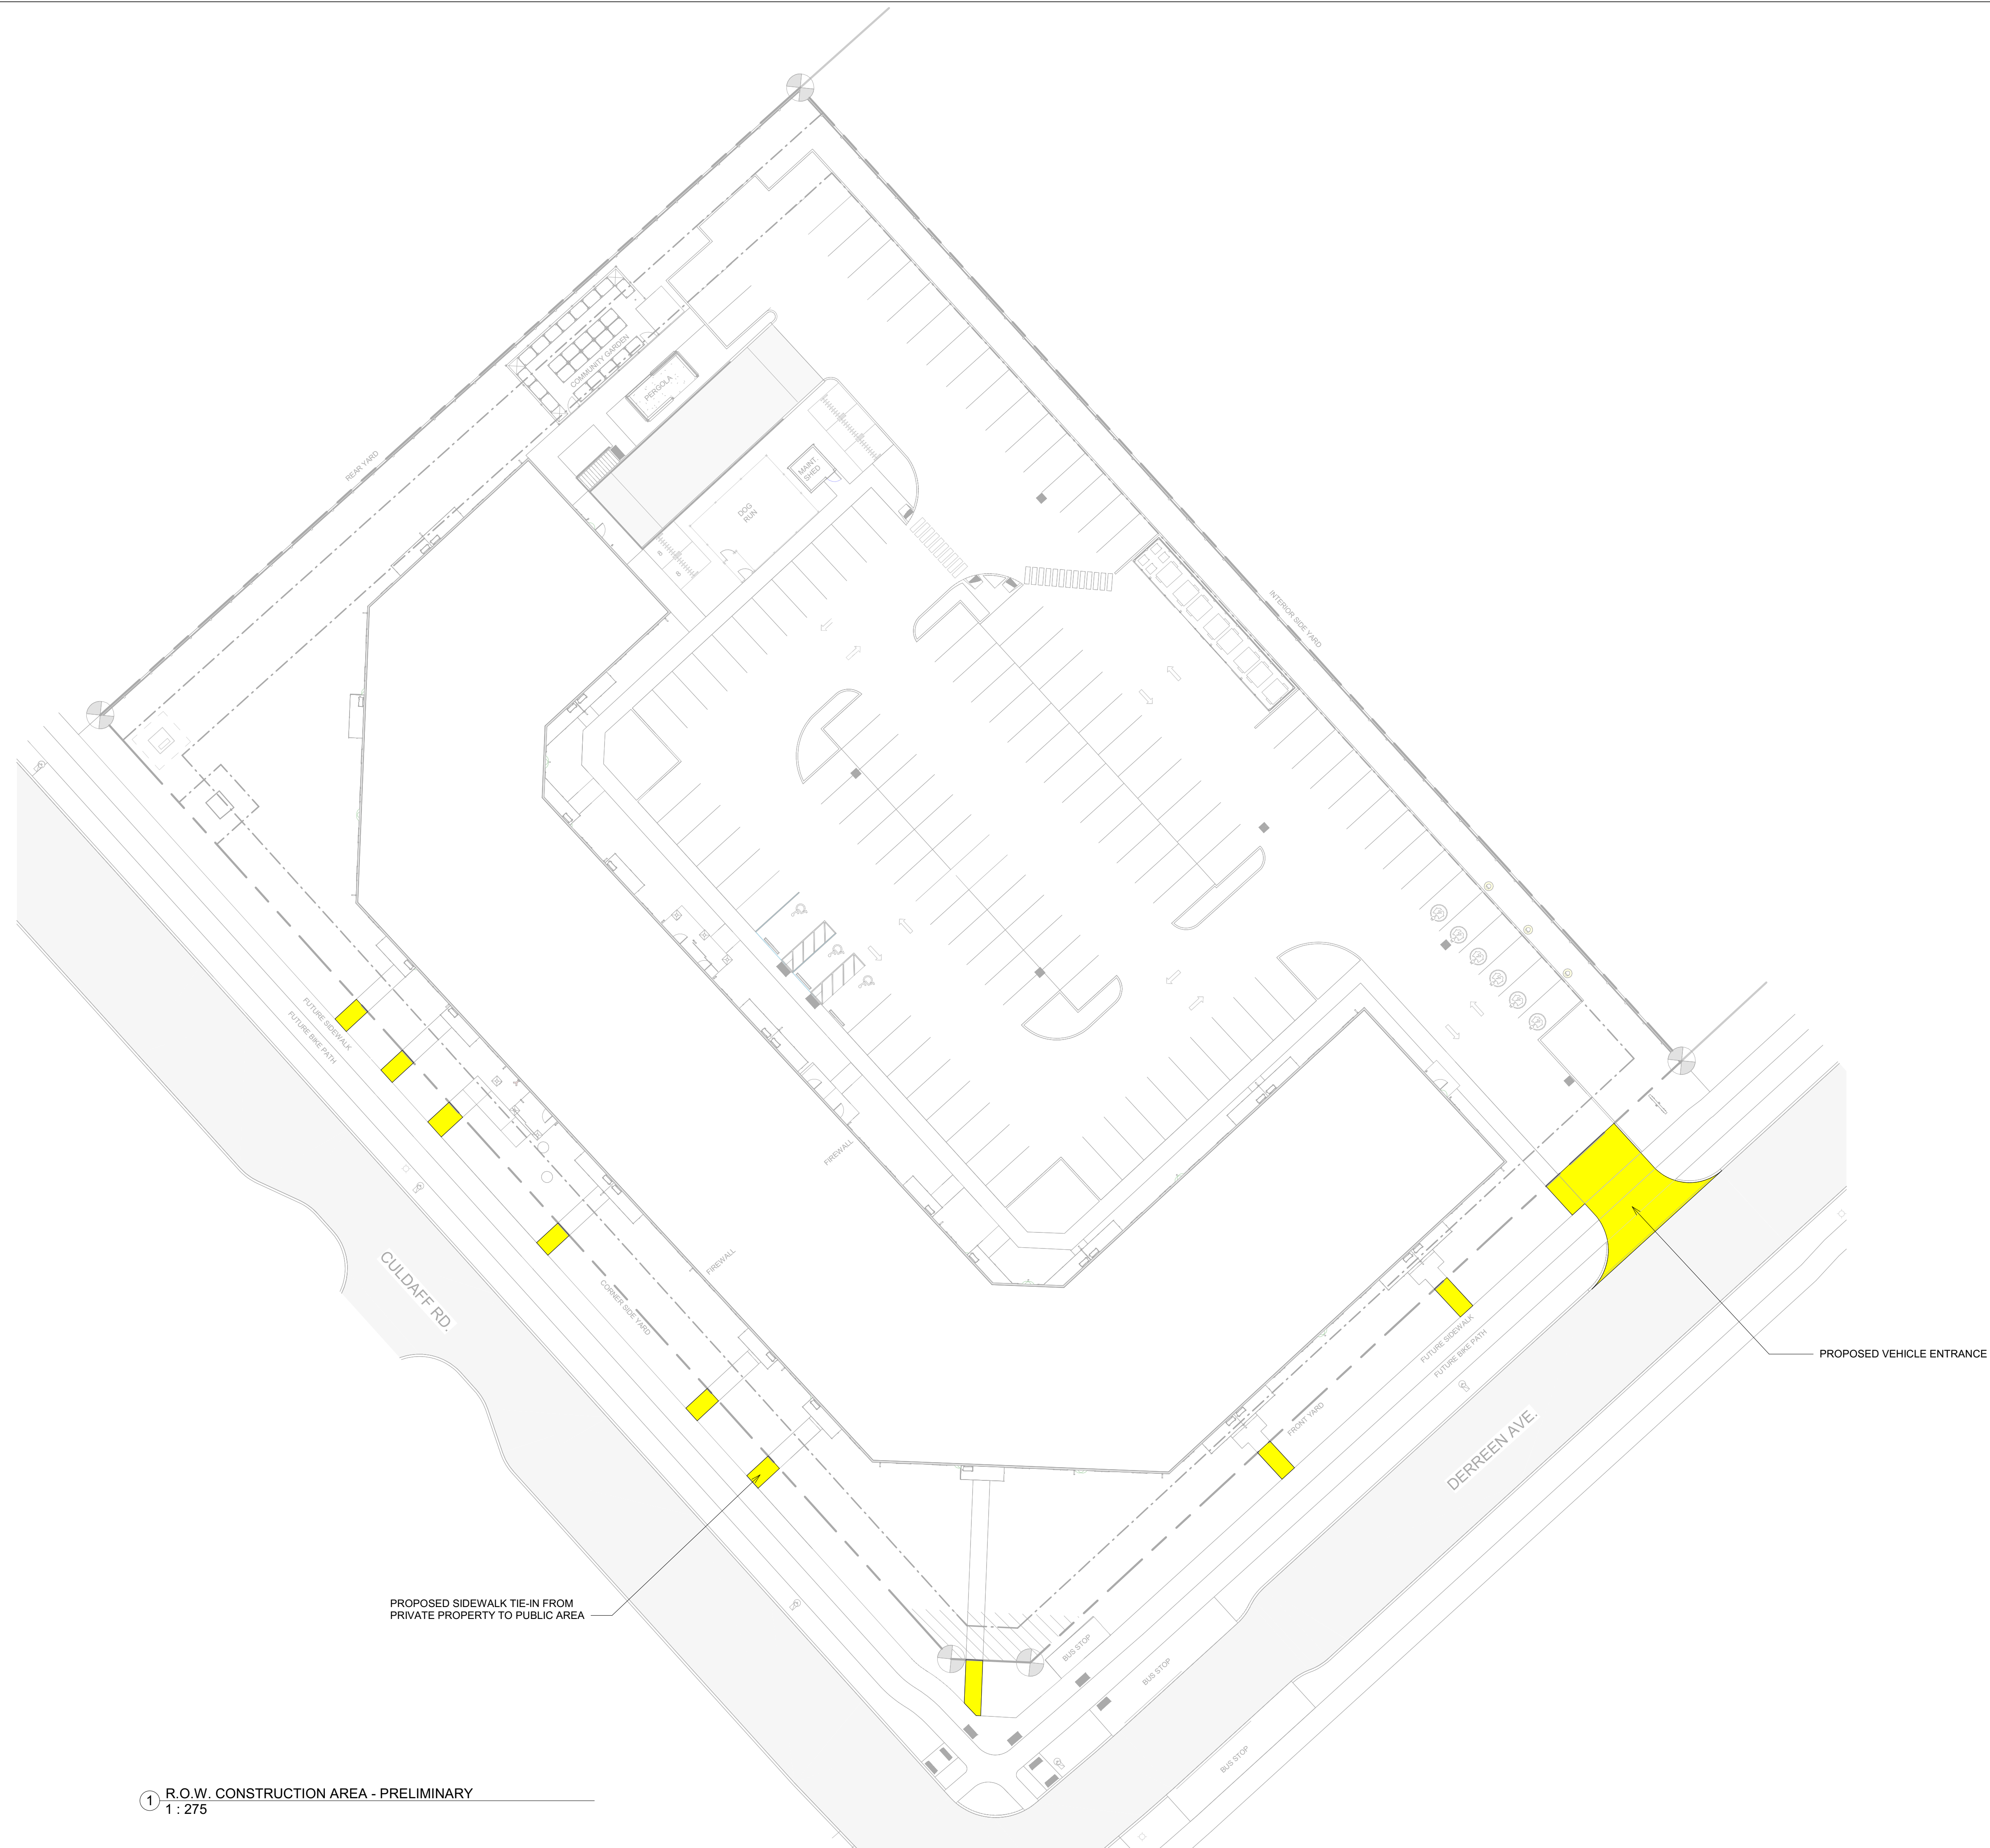 REAR YARD
COMMUNITY GARDEN
PERGOLA
MAINT
SHED
DOG
RUN
INTERIOR SIDE YARD
FUTURE SIDEWALK
FUTURE BIKE PATH
FIREWALL
FIREWALL
CULDAFF RD.
CORNER SIDE YARD
FUTURE SIDEWALK
FUTURE BIKE PATH
PROPOSED VEHICLE ENTRANCE
FRONT YARD
DERREEN AVE.
PROPOSED SIDEWALK TIE-IN FROM
PRIVATE PROPERTY TO PUBLIC AREA
BUS STOP
BUS STOP
BUS STOP
1
R.O.W. CONSTRUCTION AREA - PRELIMINARY
1 : 275